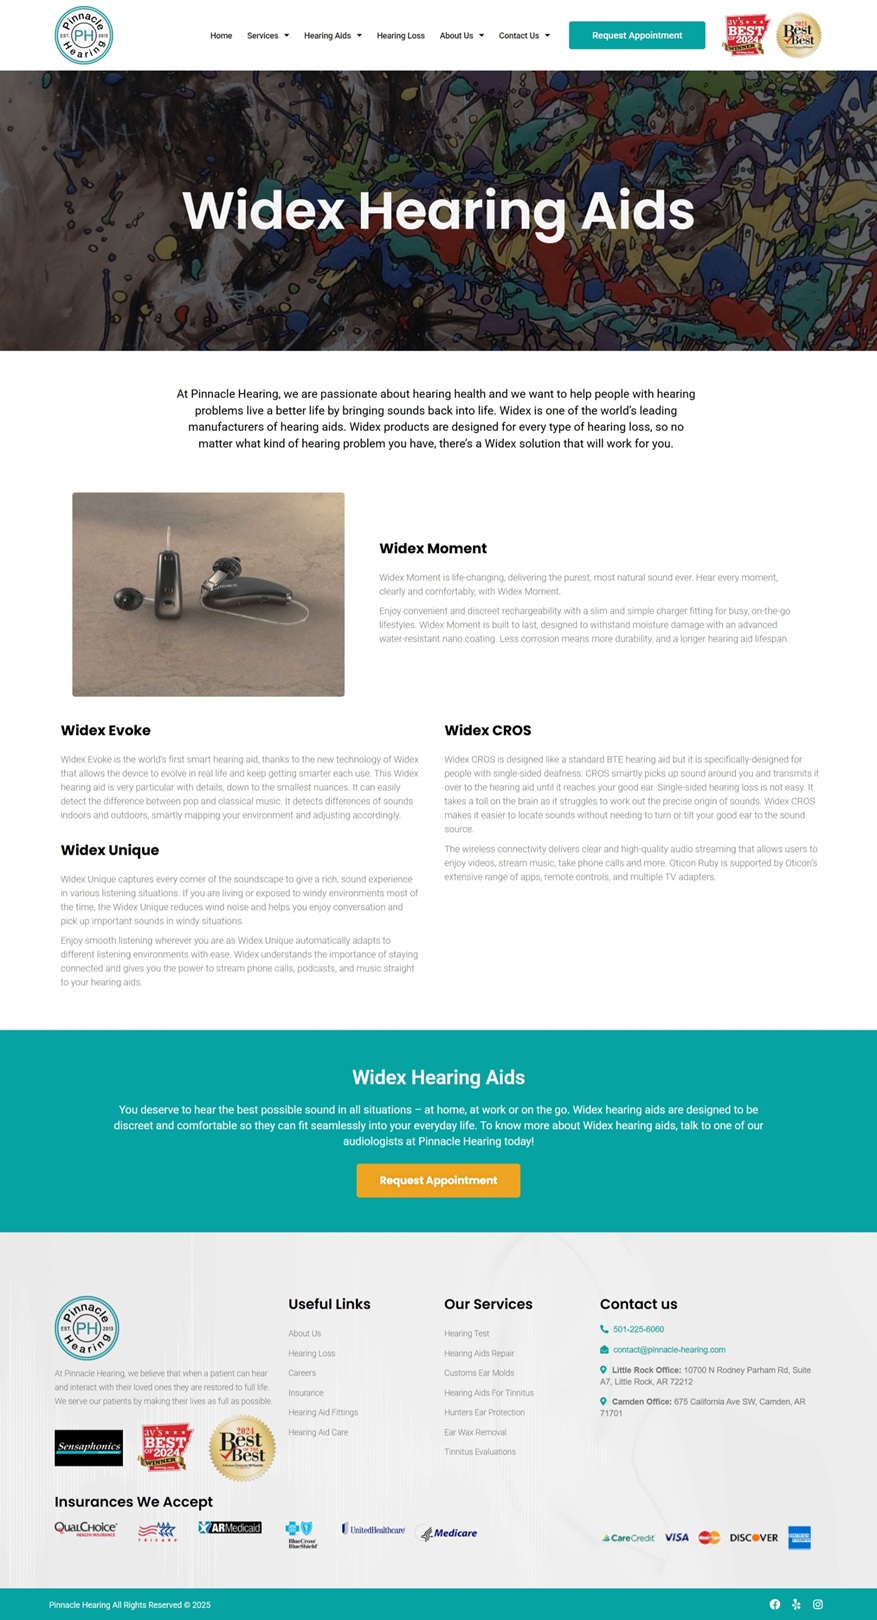 Pinnacle Hearing
EST. PH 2013
Home Services Hearing Aids Hearing Loss About Us Contact Us
Request Appointment
BEST OF 2024
WINNER
2024
Best OF THE Best
Widex Hearing Aids
At Pinnacle Hearing, we are passionate about hearing health and we want to help people with hearing
problems live a better life by bringing sounds back into life. Widex is one of the world's leading
manufacturers of hearing aids. Widex products are designed for every type of hearing loss, so no
matter what kind of hearing problem you have, there's a Widex solution that will work for you.
Widex Moment
Widex Moment is life-changing, delivering the purest, most natural sound ever. Hear every moment,
clearly and comfortably, with Widex Moment.
Enjoy convenient and discreet rechargeability with a slim and simple charger fitting for busy, on-the-go
lifestyles. Widex Moment is built to last, designed to withstand moisture damage with an advanced
water-resistant nano coating. Less corrosion means more durability, and a longer hearing aid lifespan.
Widex Evoke
Widex Evoke is the world's first smart hearing aid, thanks to the new technology of Widex
that allows the device to evolve in real life and keep getting smarter each use. This Widex
hearing aid is very particular with details, down to the smallest nuances. It can easily
detect the difference between pop and classical music. It detects differences of sounds
indoors and outdoors, smartly mapping your environment and adjusting accordingly.
Widex Unique
Widex Unique captures every corner of the soundscape to give a rich, sound experience
in various listening situations. If you are living or exposed to windy environments most of
the time, the Widex Unique reduces wind noise and helps you enjoy conversation and
pick up important sounds in windy situations.
Enjoy smooth listening wherever you are as Widex Unique automatically adapts to
different listening environments with ease. Widex understands the importance of staying
connected and gives you the power to stream phone calls, podcasts, and music straight
to your hearing aids.
Widex CROS
Widex CROS is designed like a standard BTE hearing aid but it is specifically-designed for
people with single-sided deafness. CROS smartly picks up sound around you and transmits it
over to the hearing aid until it reaches your good ear. Single-sided hearing loss is not easy. It
takes a toll on the brain as it struggles to work out the precise origin of sounds. Widex CROS
makes it easier to locate sounds without needing to turn or tilt your good ear to the sound
source.
The wireless connectivity delivers clear and high-quality audio streaming that allows users to
enjoy videos, stream music, take phone calls and more. Oticon Ruby is supported by Oticon's
extensive range of apps, remote controls, and multiple TV adapters.
Widex Hearing Aids
You deserve to hear the best possible sound in all situations – at home, at work or on the go. Widex hearing aids are designed to be
discreet and comfortable so they can fit seamlessly into your everyday life. To know more about Widex hearing aids, talk to one of our
audiologists at Pinnacle Hearing today!
Request Appointment
Pinnacle Hearing
EST. PH 2013
At Pinnacle Hearing, we believe that when a patient can hear
and interact with their loved ones they are restored to full life.
We serve our patients by making their lives as full as possible.
Sensaphonics
BEST OF 2024
WINNER
2024
Best OF THE Best
Useful Links
About Us
Hearing Loss
Careers
Insurance
Hearing Aid Fittings
Hearing Aid Care
Our Services
Hearing Test
Hearing Aids Repair
Customs Ear Molds
Hearing Aids For Tinnitus
Hunters Ear Protection
Ear Wax Removal
Tinnitus Evaluations
Contact us
501-225-6060
contact@pinnacle-hearing.com
Little Rock Office: 10700 N Rodney Parham Rd, Suite
A7, Little Rock, AR 72212
Camden Office: 675 California Ave SW, Camden, AR
71701
Insurances We Accept
QualChoice HEALTH INSURANCE
TRICARE
ARMedicaid
BlueCross BlueShield
UnitedHealthcare
Medicare
CareCredit VISA MasterCard DISCOVER AMERICAN EXPRESS
Pinnacle Hearing All Rights Reserved © 2025